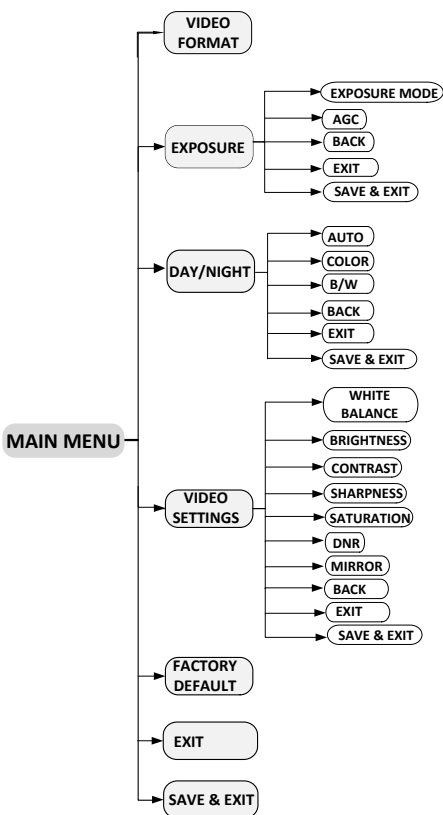 MAIN MENU
VIDEO
FORMAT
EXPOSURE
EXPOSURE MODE
AGC
BACK
EXIT
SAVE & EXIT
DAY/NIGHT
AUTO
COLOR
B/W
BACK
EXIT
SAVE & EXIT
VIDEO
SETTINGS
WHITE
BALANCE
BRIGHTNESS
CONTRAST
SHARPNESS
SATURATION
DNR
MIRROR
BACK
EXIT
SAVE & EXIT
FACTORY
DEFAULT
EXIT
SAVE & EXIT